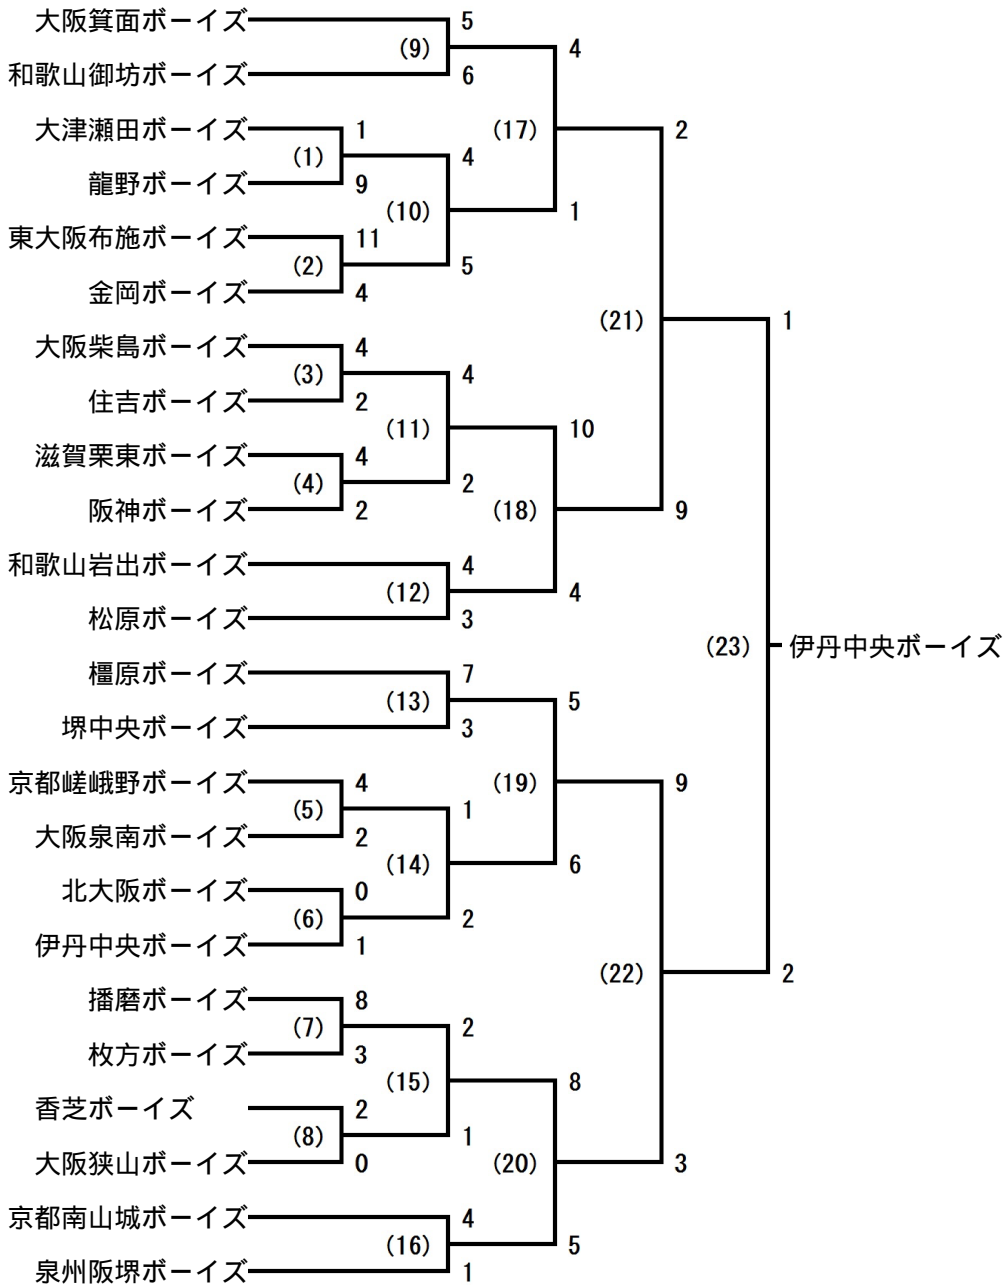 大阪箕面ボーイズ 5
(9) 4
和歌山御坊ボーイズ 6
大津瀬田ボーイズ 1 (17) 2
(1) 4
龍野ボーイズ 9
(10) 1
東大阪布施ボーイズ 11
(2) 5
金岡ボーイズ 4
(21) 1
大阪柴島ボーイズ 4
(3) 4
住吉ボーイズ 2
(11) 10
滋賀栗東ボーイズ 4
(4) 2
阪神ボーイズ 2 (18) 9
和歌山岩出ボーイズ 4
(12) 4
松原ボーイズ 3
(23) 伊丹中央ボーイズ
橿原ボーイズ 7
(13) 5
堺中央ボーイズ 3
京都嵯峨野ボーイズ 4 (19) 9
(5) 1
大阪泉南ボーイズ 2
(14) 6
北大阪ボーイズ 0
(6) 2
伊丹中央ボーイズ 1
(22) 2
播磨ボーイズ 8
(7) 2
枚方ボーイズ 3
(15) 8
香芝ボーイズ 2
(8) 1
大阪狭山ボーイズ 0 (20) 3
京都南山城ボーイズ 4
(16) 5
泉州阪堺ボーイズ 1